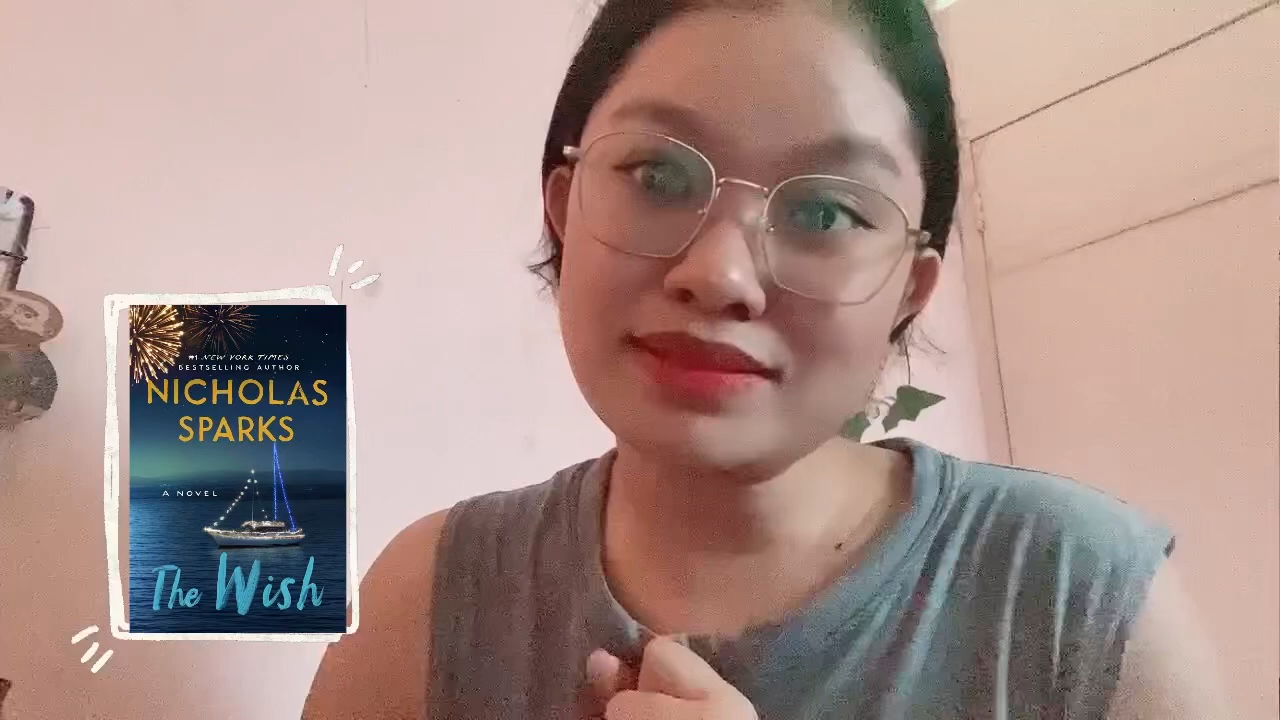 #1 NEW YORK TIMES
BESTSELLING AUTHOR
NICHOLAS
SPARKS
A NOVEL
The Wish